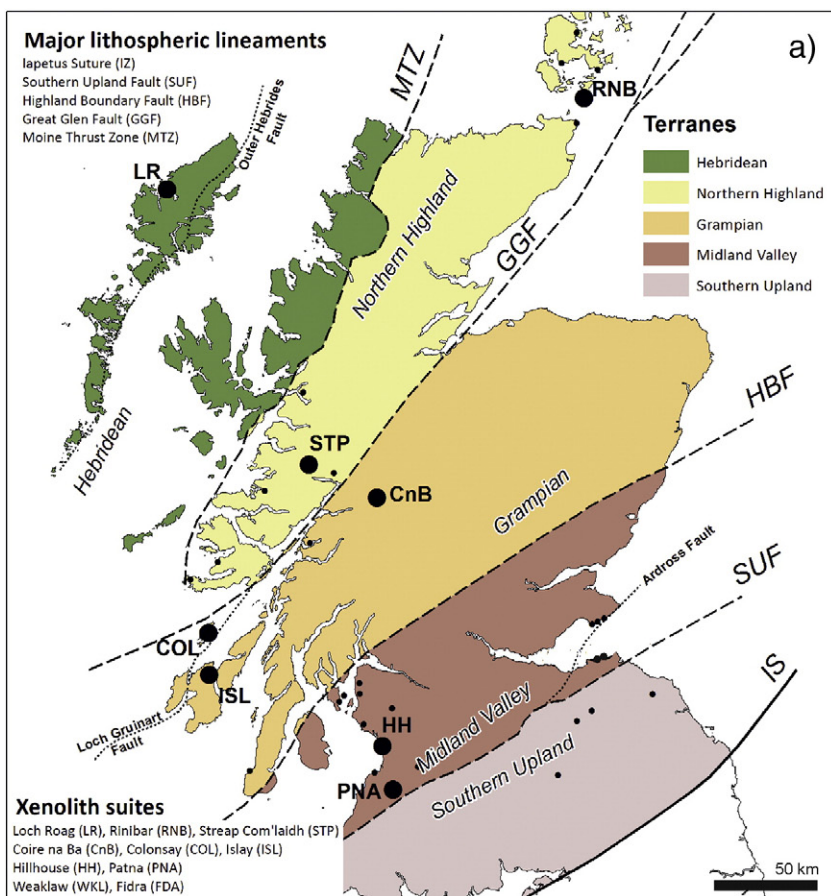 Major lithospheric lineaments
Iapetus Suture (IZ)
Southern Upland Fault (SUF)
Highland Boundary Fault (HBF)
Great Glen Fault (GGF)
Moine Thrust Zone (MTZ)
a)
MTZ
RNB
Outer Hebrides
Fault
LR
Terranes
Hebridean
Northern Highland
Grampian
Midland Valley
Southern Upland
Northern Highland
GGF
HBF
STP
Hebridean
CnB
Grampian
Ardross Fault
SUF
COL
ISL
IS
Loch Gruinart
Fault
HH
Midland Valley
PNA
Southern Upland
Xenolith suites
Loch Roag (LR), Rinibar (RNB), Streap Com'laidh (STP)
Coire na Ba (CnB), Colonsay (COL), Islay (ISL)
Hillhouse (HH), Patna (PNA)
Weaklaw (WKL), Fidra (FDA)
50 km